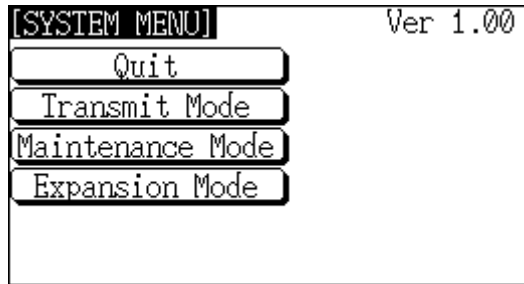 [SYSTEM MENU] Ver 1.00
Quit
Transmit Mode
Maintenance Mode
Expansion Mode